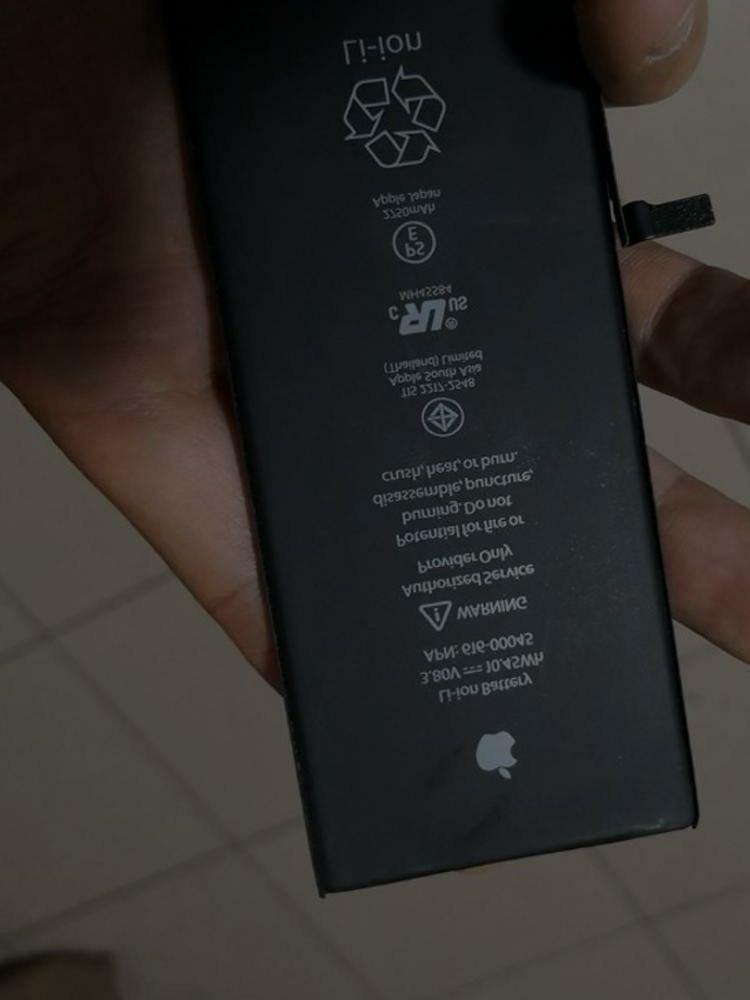 Li-ion Battery
3.80V ⎓ 10.45Wh
APN: 616-00045
WARNING
Authorized Service
Provider Only
Potential for fire or
burning. Do not
disassemble, puncture,
crush, heat, or burn.
TIS 2217-2548
Apple South Asia
(Thailand) Limited
C UR® US
MH45584
PS
E
2750mAh
Apple Japan
Li-ion